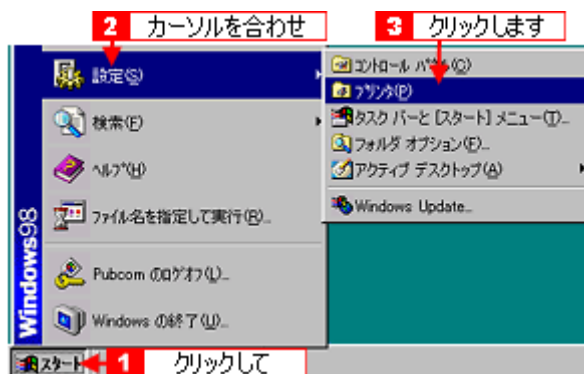 2 カーソルを合わせ
3 クリックします
設定(S)
検索(F)
ヘルプ(H)
ファイル名を指定して実行(R)...
Pubcom のログオフ(L)...
Windows の終了(U)...
Windows98
コントロール パネル(C)
プリンタ(P)
タスク バーと [スタート] メニュー(T)...
フォルダ オプション(F)...
アクティブ デスクトップ(A)
Windows Update...
スタート
1 クリックして